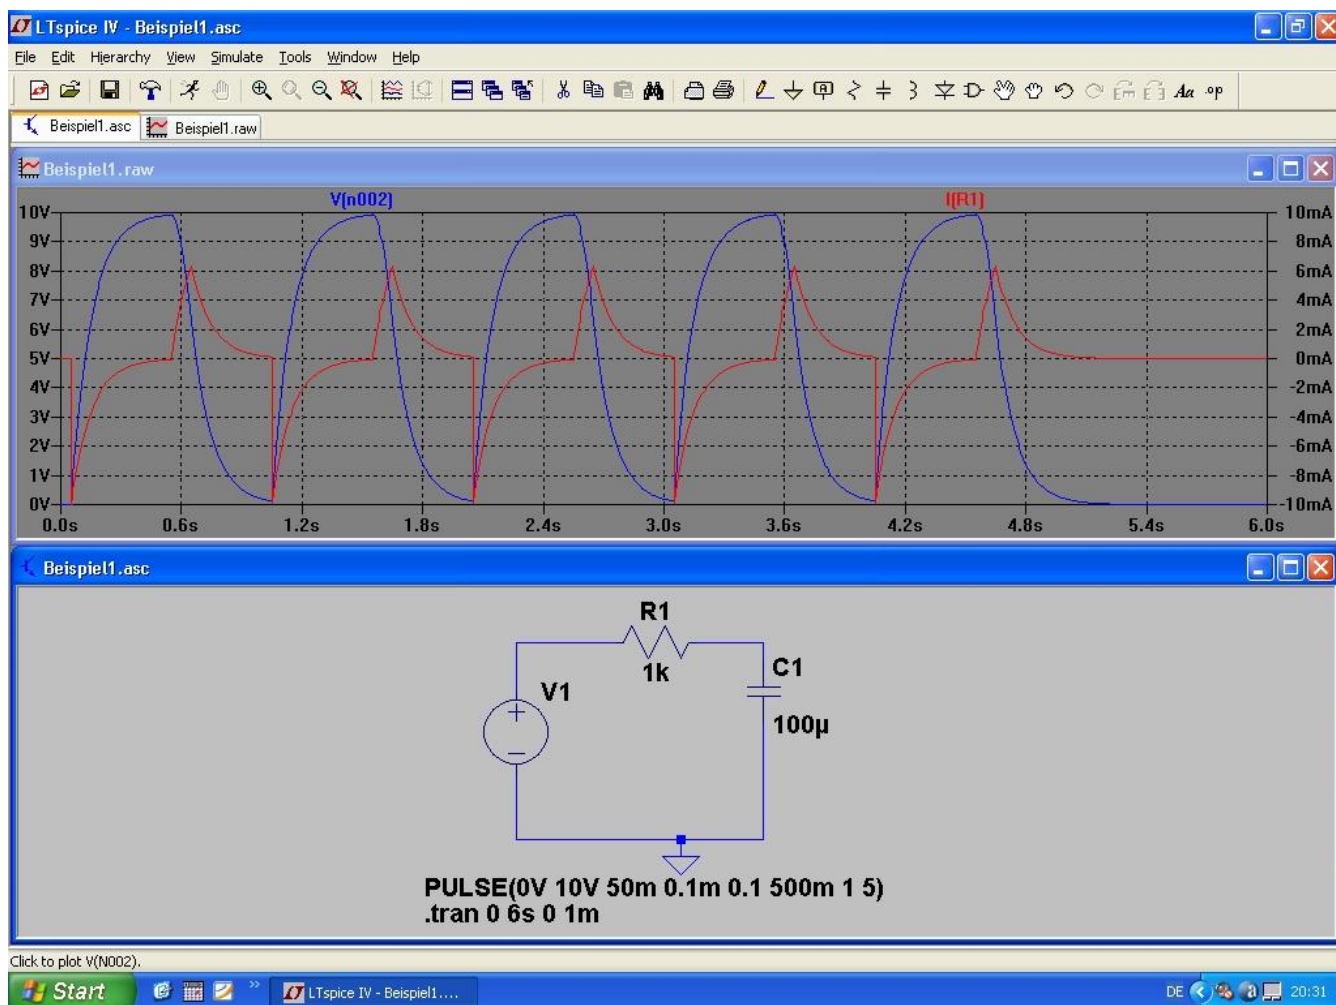 LTspice IV - Beispiel1.asc
File Edit Hierarchy View Simulate Tools Window Help
Aa .op
Beispiel1.asc Beispiel1.raw
Beispiel1.raw
V(n002) I(R1)
10V 10mA
9V 8mA
8V 6mA
7V 4mA
6V 2mA
5V 0mA
4V -2mA
3V -4mA
2V -6mA
1V -8mA
0V -10mA
0.0s 0.6s 1.2s 1.8s 2.4s 3.0s 3.6s 4.2s 4.8s 5.4s 6.0s
Beispiel1.asc
R1
1k
C1
100µ
V1
PULSE(0V 10V 50m 0.1m 0.1 500m 1 5)
.tran 0 6s 0 1m
Click to plot V(N002).
Start » LTspice IV - Beispiel1.... DE 20:31